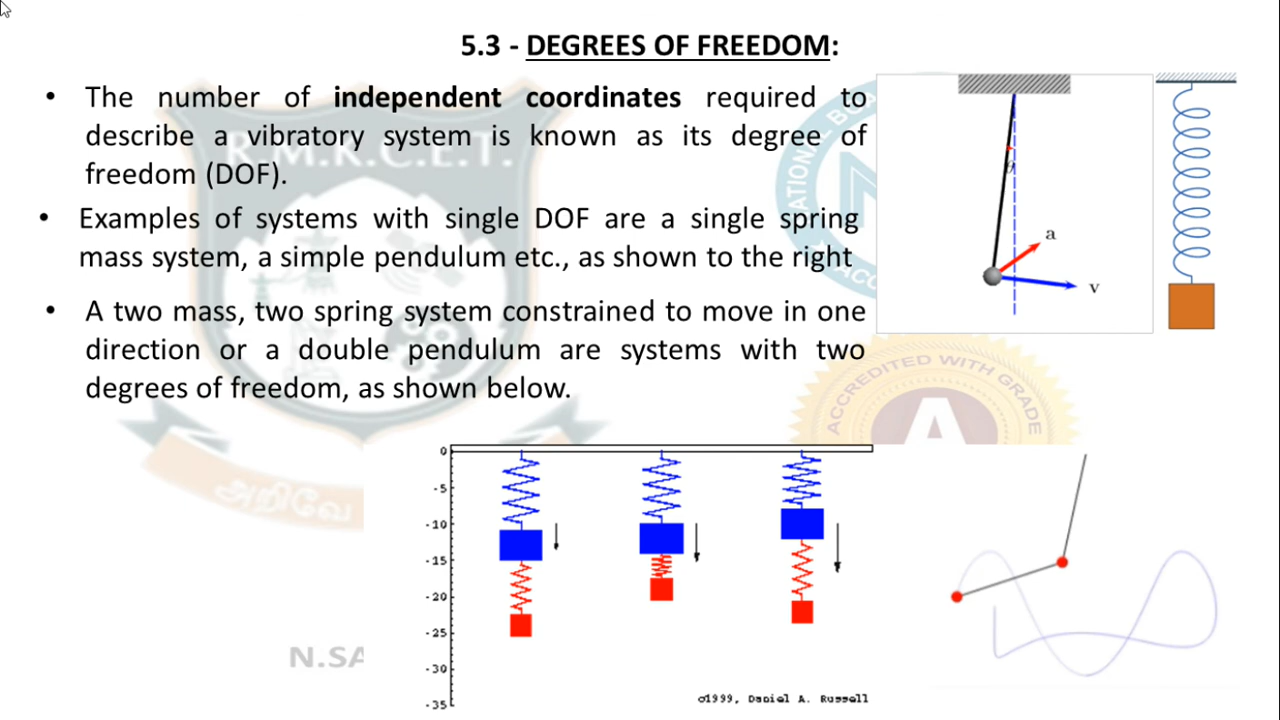 5.3 - DEGREES OF FREEDOM:
• The number of independent coordinates required to
describe a vibratory system is known as its degree of
freedom (DOF).
• Examples of systems with single DOF are a single spring
mass system, a simple pendulum etc., as shown to the right
• A two mass, two spring system constrained to move in one
direction or a double pendulum are systems with two
degrees of freedom, as shown below.
R.M.K.C.E.T.
θ
a
v
ACCREDITED WITH GRADE
A
அறிவே
N.SA
0
-5
-10
-15
-20
-25
-30
-35
©1999, Daniel A. Russell